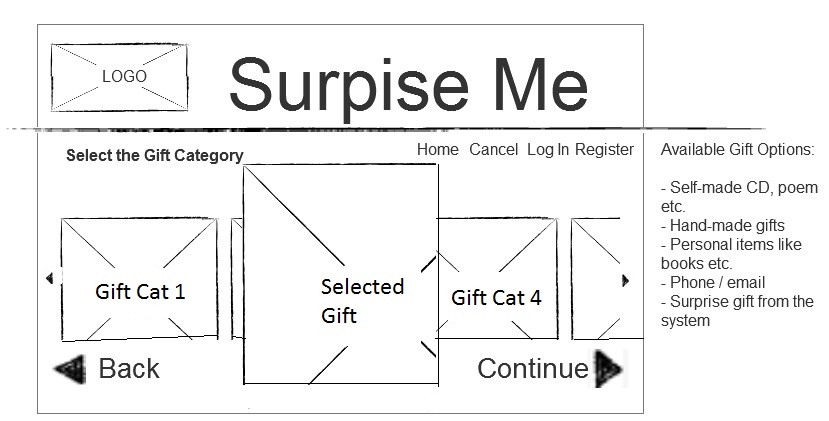 LOGO
Surpise Me
Select the Gift Category
Home Cancel Log In Register
Gift Cat 1
Selected
Gift
Gift Cat 4
Back
Continue
Available Gift Options:
- Self-made CD, poem
etc.
- Hand-made gifts
- Personal items like
books etc.
- Phone / email
- Surprise gift from the
system